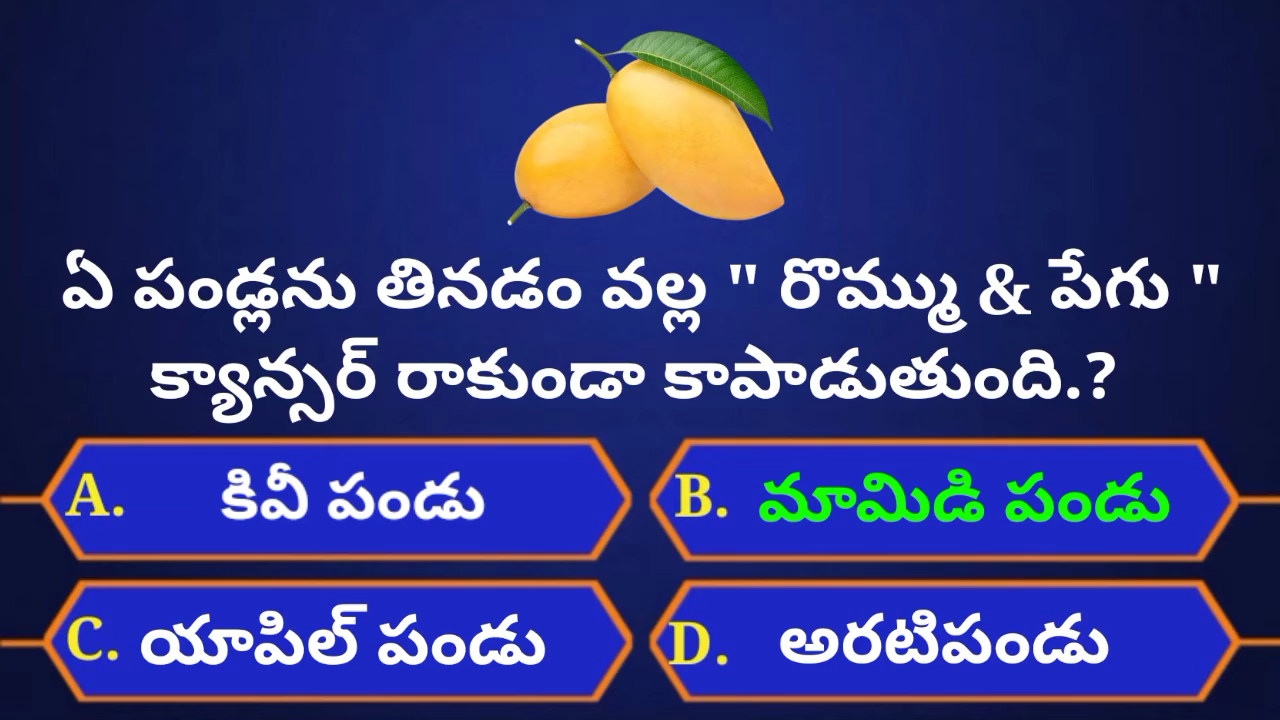 ఏ పండ్లను తినడం వల్ల " రొమ్ము & పేగు "
క్యాన్సర్ రాకుండా కాపాడుతుంది.?
A. కివీ పండు
B. మామిడి పండు
C. యాపిల్ పండు
D. అరటిపండు